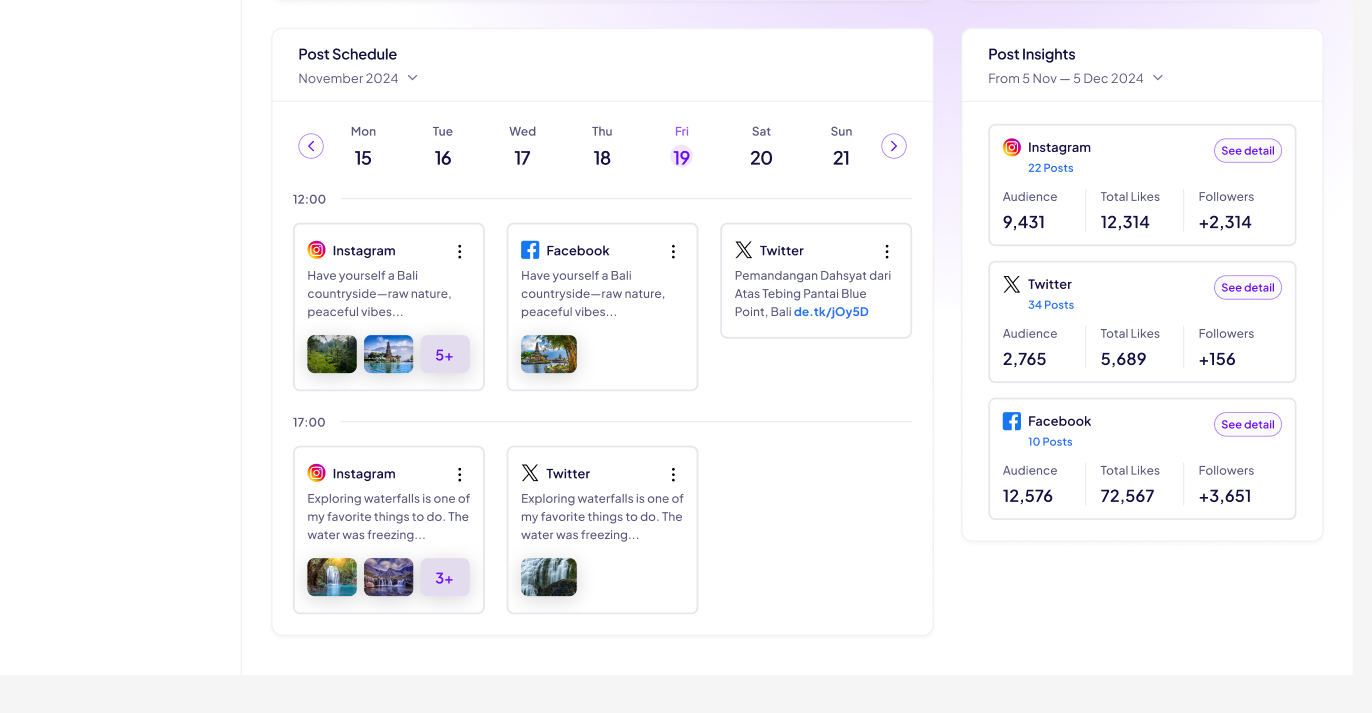 Post Schedule
November 2024
Mon Tue Wed Thu Fri Sat Sun
15 16 17 18 19 20 21
12:00
Instagram
Have yourself a Bali
countryside—raw nature,
peaceful vibes...
5+
Facebook
Have yourself a Bali
countryside—raw nature,
peaceful vibes...
Twitter
Pemandangan Dahsyat dari
Atas Tebing Pantai Blue
Point, Bali de.tk/jOy5D
17:00
Instagram
Exploring waterfalls is one of
my favorite things to do. The
water was freezing...
3+
Twitter
Exploring waterfalls is one of
my favorite things to do. The
water was freezing...
Post Insights
From 5 Nov — 5 Dec 2024
Instagram
See detail
22 Posts
Audience Total Likes Followers
9,431 12,314 +2,314
Twitter
See detail
34 Posts
Audience Total Likes Followers
2,765 5,689 +156
Facebook
See detail
10 Posts
Audience Total Likes Followers
12,576 72,567 +3,651